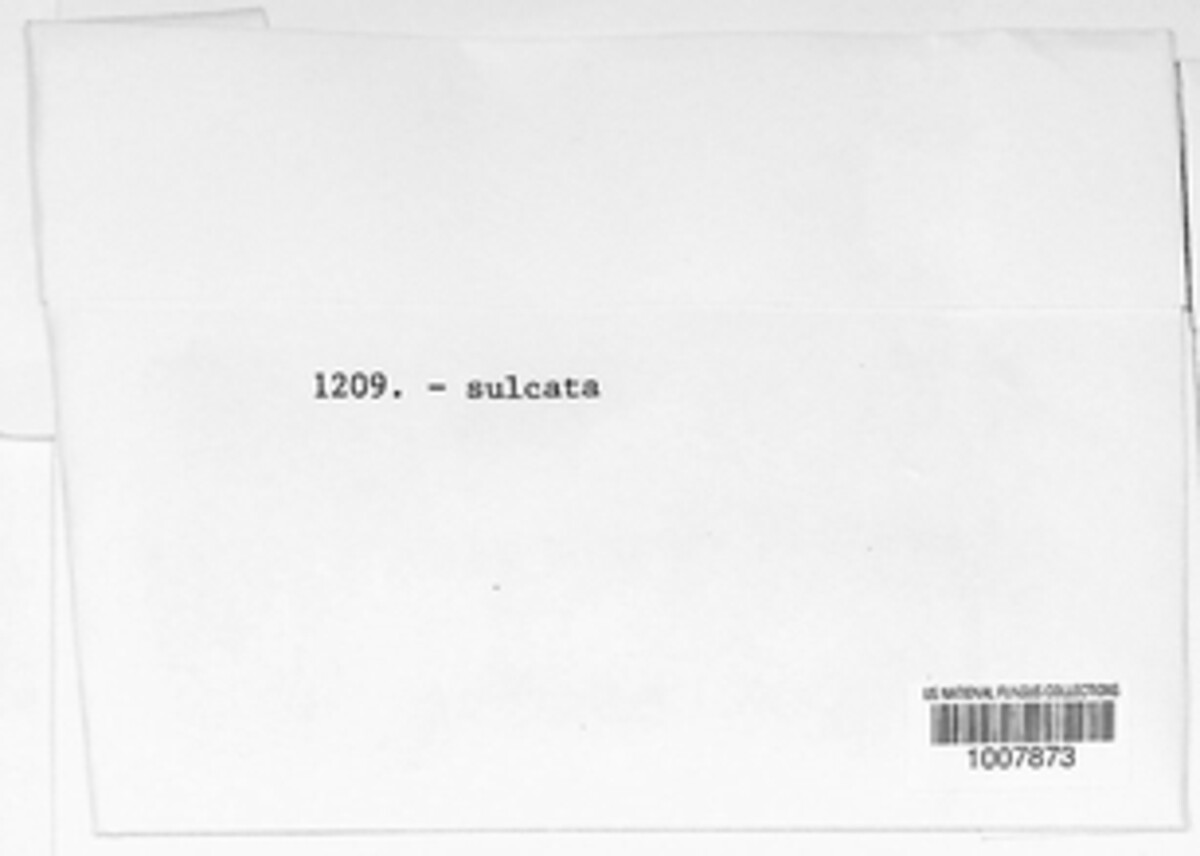 1209. - sulcata
US NATIONAL FUNGUS COLLECTIONS
1007873